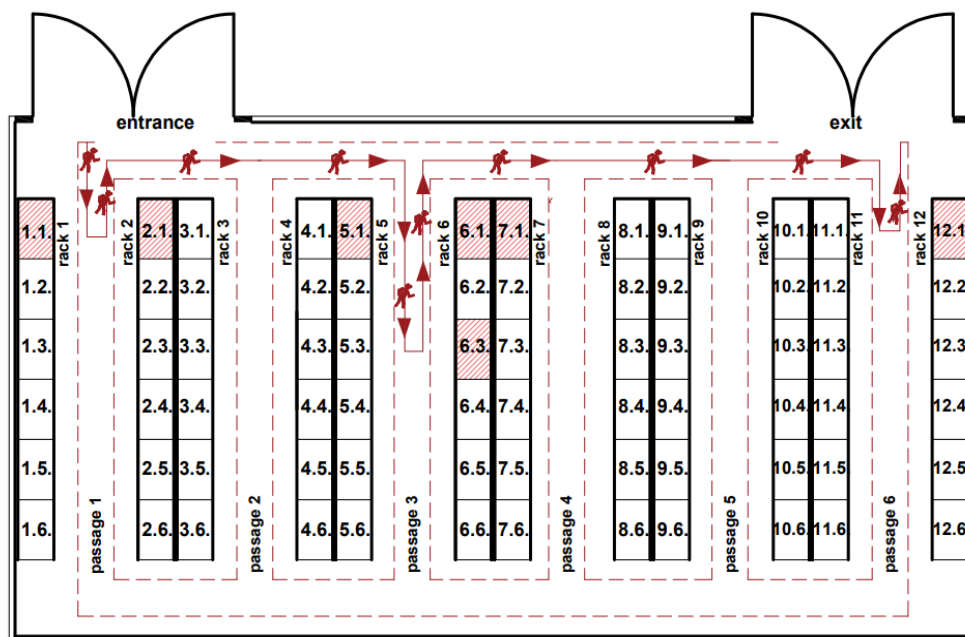 entrance exit
rack 1 rack 2 rack 3 rack 4 rack 5 rack 6 rack 7 rack 8 rack 9 rack 10 rack 11 rack 12
1.1. 2.1. 3.1. 4.1. 5.1. 6.1. 7.1. 8.1. 9.1. 10.1. 11.1. 12.1
1.2. 2.2. 3.2. 4.2. 5.2. 6.2. 7.2. 8.2. 9.2. 10.2. 11.2. 12.2
1.3. 2.3. 3.3. 4.3. 5.3. 6.3. 7.3. 8.3. 9.3. 10.3. 11.3. 12.3
1.4. 2.4. 3.4. 4.4. 5.4. 6.4. 7.4. 8.4. 9.4. 10.4. 11.4. 12.4
1.5. 2.5. 3.5. 4.5. 5.5. 6.5. 7.5. 8.5. 9.5. 10.5. 11.5. 12.5
1.6. 2.6. 3.6. 4.6. 5.6. 6.6. 7.6. 8.6. 9.6. 10.6. 11.6. 12.6
passage 1 passage 2 passage 3 passage 4 passage 5 passage 6